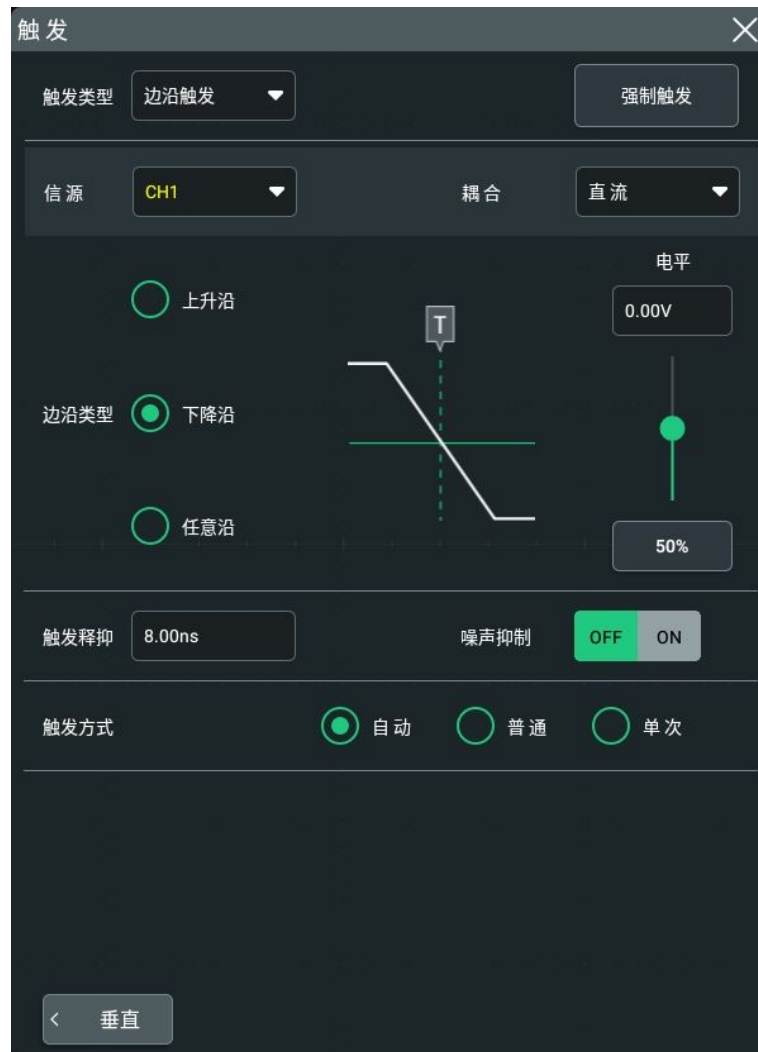 触发
触发类型 边沿触发 强制触发
信源 CH1 耦合 直流
电平
上升沿 0.00V
T
边沿类型 下降沿
任意沿
50%
触发释抑 8.00ns 噪声抑制 OFF ON
触发方式 自动 普通 单次
垂直